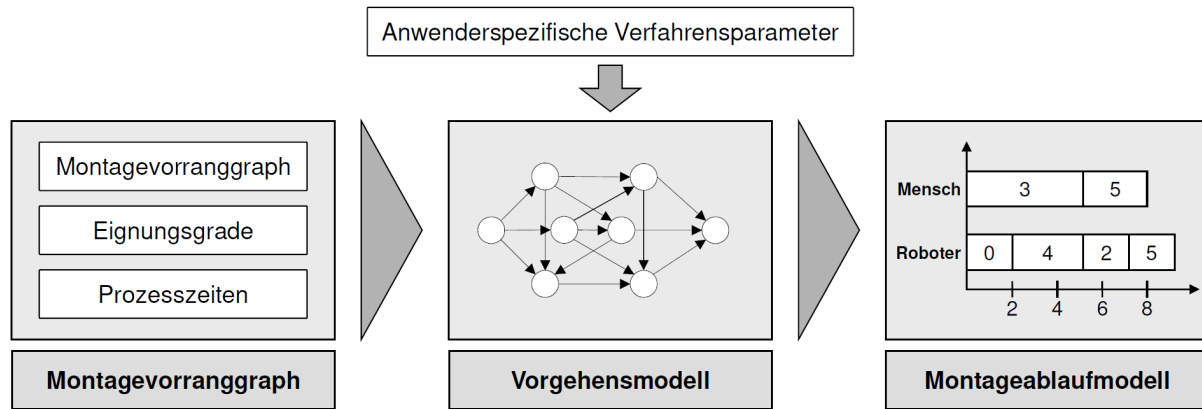 Anwenderspezifische Verfahrensparameter
Montagevorranggraph
Eignungsgrade
Prozesszeiten
Mensch
3
5
Roboter
0
4
2
5
2
4
6
8
Montagevorranggraph
Vorgehensmodell
Montageablaufmodell